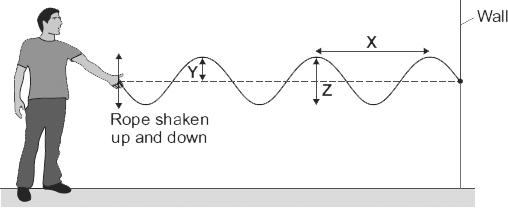 Wall
X
Y
Z
Rope shaken
up and down